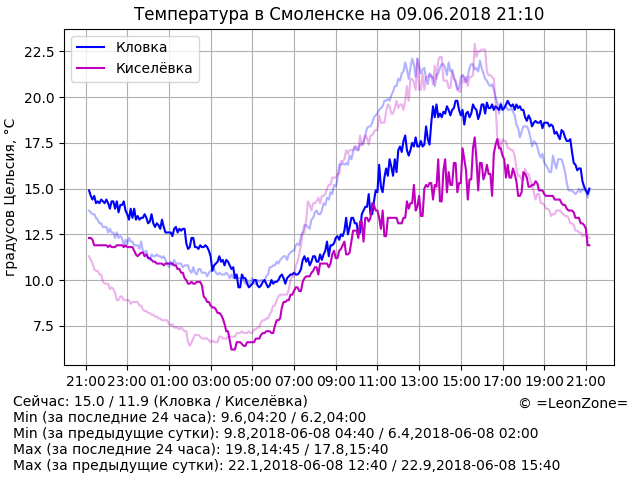 Температура в Смоленске на 09.06.2018 21:10
Кловка
Киселёвка
градусов Цельсия, °C
22.5
20.0
17.5
15.0
12.5
10.0
7.5
21:00 23:00 01:00 03:00 05:00 07:00 09:00 11:00 13:00 15:00 17:00 19:00 21:00
Сейчас: 15.0 / 11.9 (Кловка / Киселёвка)
© =LeonZone=
Min (за последние 24 часа): 9.6,04:20 / 6.2,04:00
Min (за предыдущие сутки): 9.8,2018-06-08 04:40 / 6.4,2018-06-08 02:00
Max (за последние 24 часа): 19.8,14:45 / 17.8,15:40
Max (за предыдущие сутки): 22.1,2018-06-08 12:40 / 22.9,2018-06-08 15:40